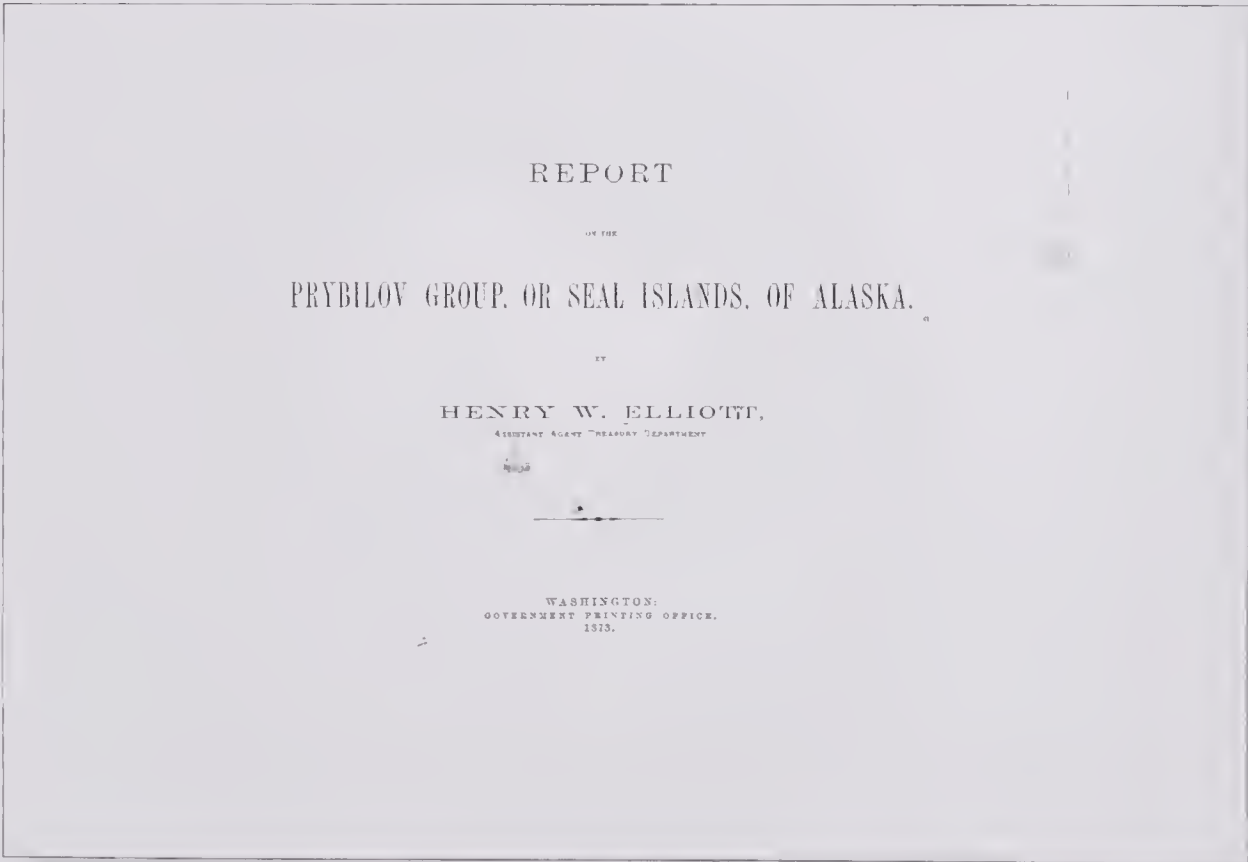 REPORT
ON THE
PRYBILOV GROUP, OR SEAL ISLANDS, OF ALASKA.
BY
HENRY W. ELLIOTT,
ASSISTANT AGENT TREASURY DEPARTMENT
WASHINGTON:
GOVERNMENT PRINTING OFFICE.
1873.